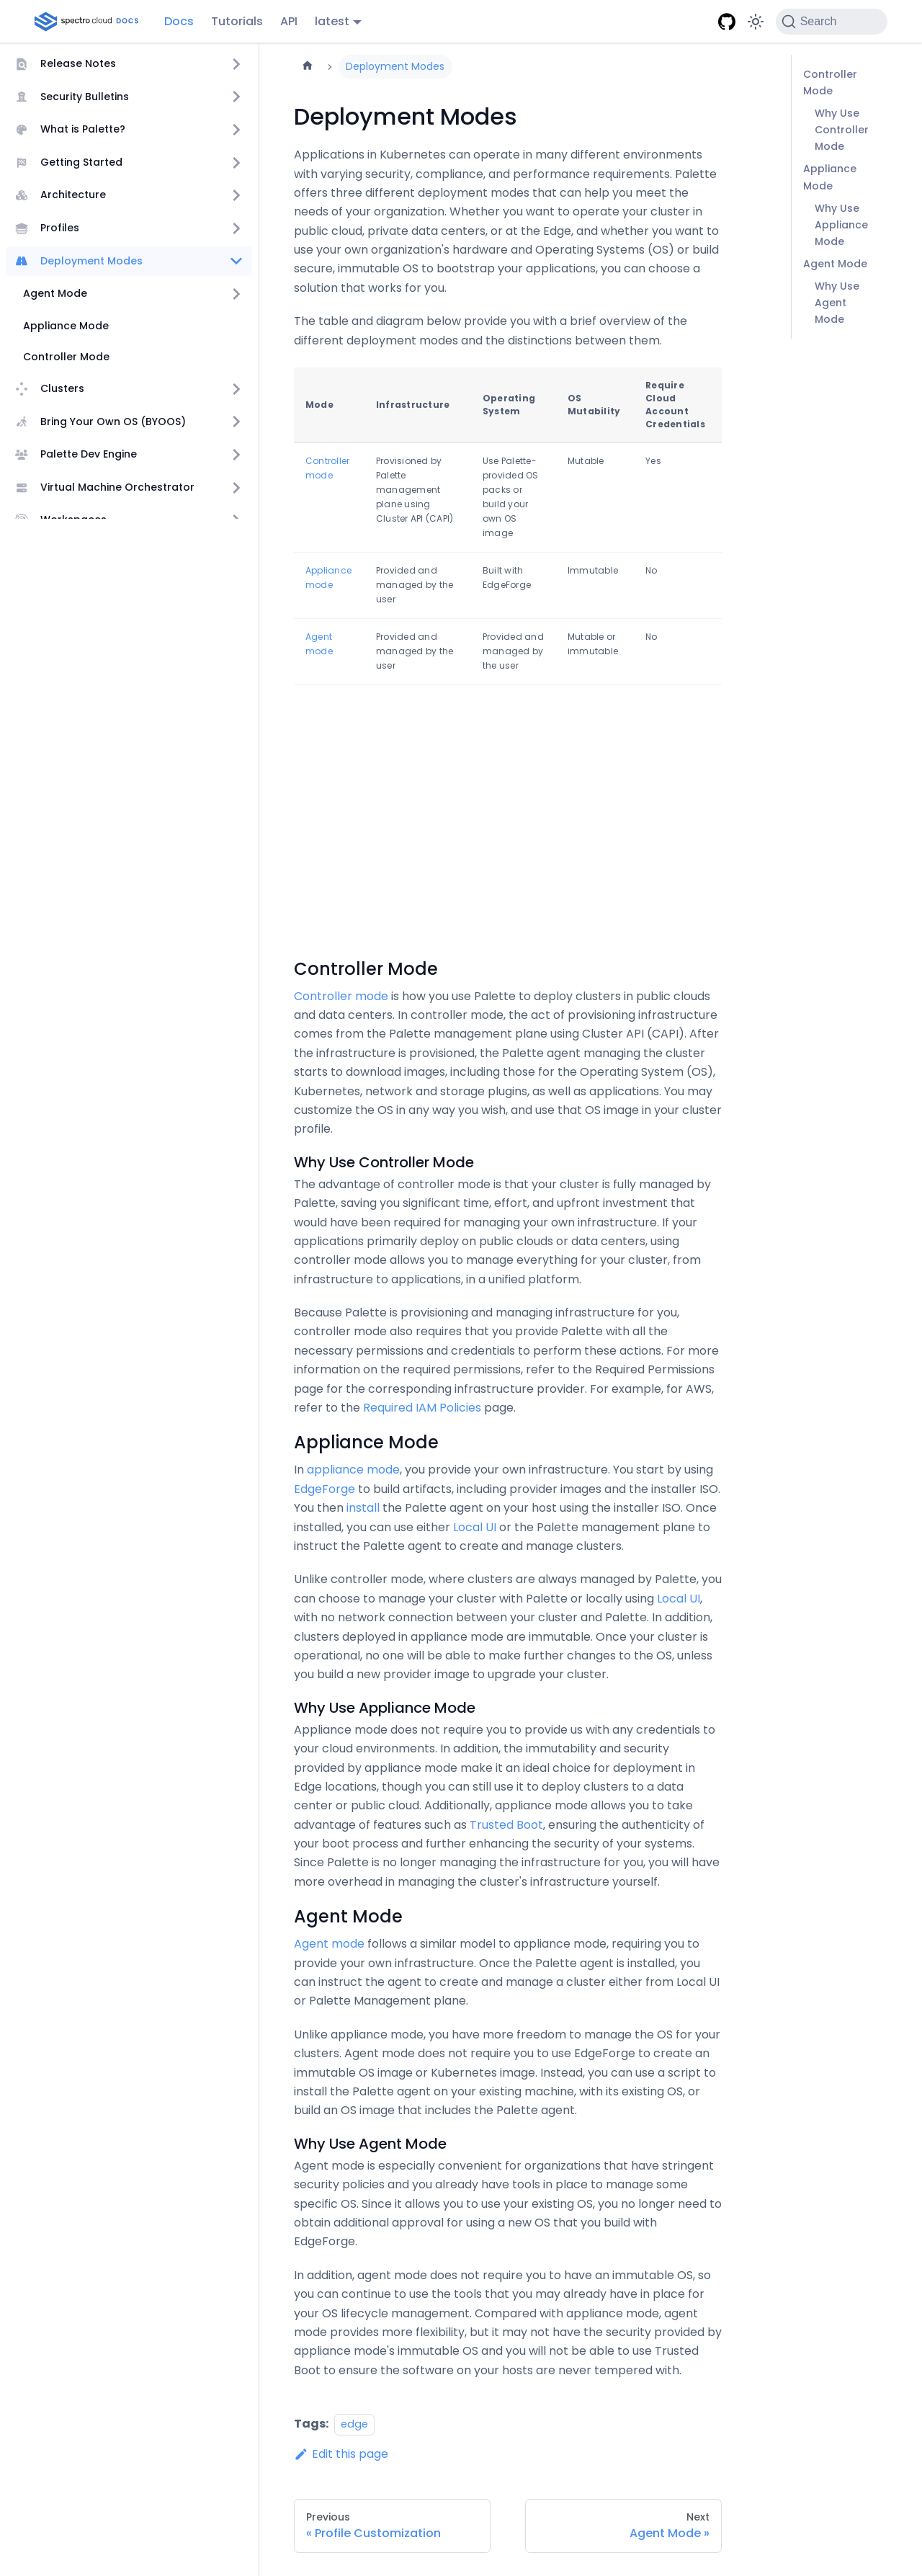 spectro cloud DOCS
Docs
Tutorials
API
latest
Search
Release Notes
Security Bulletins
What is Palette?
Getting Started
Architecture
Profiles
Deployment Modes
Agent Mode
Appliance Mode
Controller Mode
Clusters
Bring Your Own OS (BYOOS)
Palette Dev Engine
Virtual Machine Orchestrator
Workspaces
Deployment Modes
Deployment Modes
Applications in Kubernetes can operate in many different environments
with varying security, compliance, and performance requirements. Palette
offers three different deployment modes that can help you meet the
needs of your organization. Whether you want to operate your cluster in
public cloud, private data centers, or at the Edge, and whether you want to
use your own organization's hardware and Operating Systems (OS) or build
secure, immutable OS to bootstrap your applications, you can choose a
solution that works for you.
The table and diagram below provide you with a brief overview of the
different deployment modes and the distinctions between them.
Mode
Infrastructure
Operating
System
OS
Mutability
Require
Cloud
Account
Credentials
Controller
mode
Provisioned by
Palette
management
plane using
Cluster API (CAPI)
Use Palette-
provided OS
packs or
build your
own OS
image
Mutable
Yes
Appliance
mode
Provided and
managed by the
user
Built with
EdgeForge
Immutable
No
Agent
mode
Provided and
managed by the
user
Provided and
managed by
the user
Mutable or
immutable
No
Controller Mode
Controller mode is how you use Palette to deploy clusters in public clouds
and data centers. In controller mode, the act of provisioning infrastructure
comes from the Palette management plane using Cluster API (CAPI). After
the infrastructure is provisioned, the Palette agent managing the cluster
starts to download images, including those for the Operating System (OS),
Kubernetes, network and storage plugins, as well as applications. You may
customize the OS in any way you wish, and use that OS image in your cluster
profile.
Why Use Controller Mode
The advantage of controller mode is that your cluster is fully managed by
Palette, saving you significant time, effort, and upfront investment that
would have been required for managing your own infrastructure. If your
applications primarily deploy on public clouds or data centers, using
controller mode allows you to manage everything for your cluster, from
infrastructure to applications, in a unified platform.
Because Palette is provisioning and managing infrastructure for you,
controller mode also requires that you provide Palette with all the
necessary permissions and credentials to perform these actions. For more
information on the required permissions, refer to the Required Permissions
page for the corresponding infrastructure provider. For example, for AWS,
refer to the Required IAM Policies page.
Appliance Mode
In appliance mode, you provide your own infrastructure. You start by using
EdgeForge to build artifacts, including provider images and the installer ISO.
You then install the Palette agent on your host using the installer ISO. Once
installed, you can use either Local UI or the Palette management plane to
instruct the Palette agent to create and manage clusters.
Unlike controller mode, where clusters are always managed by Palette, you
can choose to manage your cluster with Palette or locally using Local UI,
with no network connection between your cluster and Palette. In addition,
clusters deployed in appliance mode are immutable. Once your cluster is
operational, no one will be able to make further changes to the OS, unless
you build a new provider image to upgrade your cluster.
Why Use Appliance Mode
Appliance mode does not require you to provide us with any credentials to
your cloud environments. In addition, the immutability and security
provided by appliance mode make it an ideal choice for deployment in
Edge locations, though you can still use it to deploy clusters to a data
center or public cloud. Additionally, appliance mode allows you to take
advantage of features such as Trusted Boot, ensuring the authenticity of
your boot process and further enhancing the security of your systems.
Since Palette is no longer managing the infrastructure for you, you will have
more overhead in managing the cluster's infrastructure yourself.
Agent Mode
Agent mode follows a similar model to appliance mode, requiring you to
provide your own infrastructure. Once the Palette agent is installed, you
can instruct the agent to create and manage a cluster either from Local UI
or Palette Management plane.
Unlike appliance mode, you have more freedom to manage the OS for your
clusters. Agent mode does not require you to use EdgeForge to create an
immutable OS image or Kubernetes image. Instead, you can use a script to
install the Palette agent on your existing machine, with its existing OS, or
build an OS image that includes the Palette agent.
Why Use Agent Mode
Agent mode is especially convenient for organizations that have stringent
security policies and you already have tools in place to manage some
specific OS. Since it allows you to use your existing OS, you no longer need to
obtain additional approval for using a new OS that you build with
EdgeForge.
In addition, agent mode does not require you to have an immutable OS, so
you can continue to use the tools that you may already have in place for
your OS lifecycle management. Compared with appliance mode, agent
mode provides more flexibility, but it may not have the security provided by
appliance mode's immutable OS and you will not be able to use Trusted
Boot to ensure the software on your hosts are never tempered with.
Tags: edge
Edit this page
Previous
« Profile Customization
Next
Agent Mode »
Controller
Mode
Why Use
Controller
Mode
Appliance
Mode
Why Use
Appliance
Mode
Agent Mode
Why Use
Agent
Mode